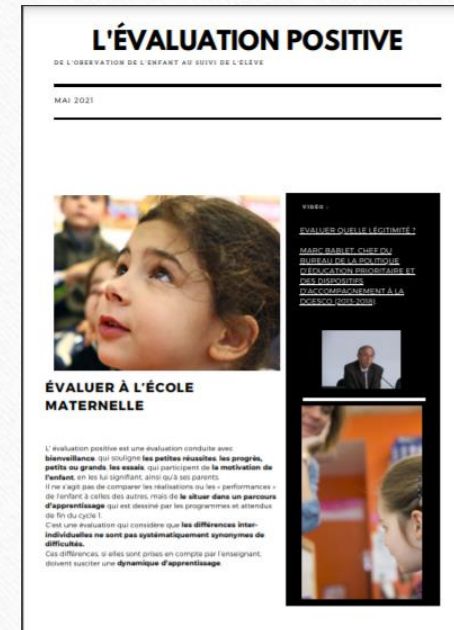 L'ÉVALUATION POSITIVE
DE L'OBERVATION DE L'ENFANT AU SUIVI DE L'ÉLÈVE
MAI 2021
VIDÉO :
EVALUER QUELLE LÉGITIMITÉ ?
MARC BABLET, CHEF DU
BUREAU DE LA POLITIQUE
D'ÉDUCATION PRIORITAIRE ET
DES DISPOSITIFS
D'ACCOMPAGNEMENT À LA
DGESCO (2013-2018)
ÉVALUER À L'ÉCOLE
MATERNELLE
L' évaluation positive est une évaluation conduite avec
bienveillance, qui souligne les petites réussites, les progrès,
petits ou grands, les essais, qui participent de la motivation de
l'enfant, en les lui signifiant, ainsi qu'à ses parents.
Il ne s'agit pas de comparer les réalisations ou les « performances »
de l'enfant à celles des autres, mais de le situer dans un parcours
d'apprentissage qui est dessiné par les programmes et attendus
de fin du cycle 1.
C'est une évaluation qui considère que les différences inter-
individuelles ne sont pas systématiquement synonymes de
difficultés.
Ces différences, si elles sont prises en compte par l'enseignant,
doivent susciter une dynamique d'apprentissage.